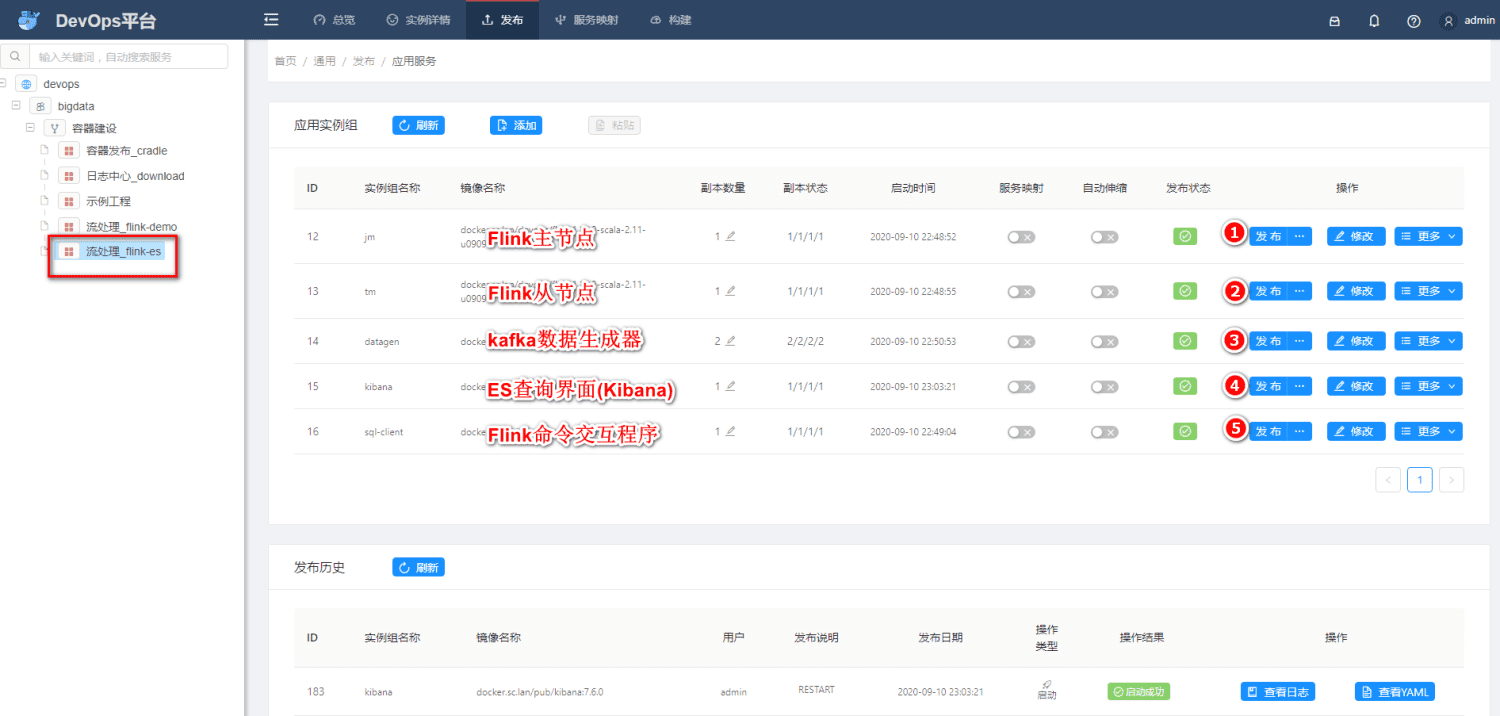 DevOps平台
总览
实例详情
发布
服务映射
构建
admin
输入关键词，自动搜索服务
devops
bigdata
容器建设
容器发布_cradle
日志中心_download
示例工程
流处理_flink-demo
流处理_flink-es
首页 / 通用 / 发布 / 应用服务
应用实例组 刷新 添加 粘贴
ID 实例组名称 镜像名称 副本数量 副本状态 启动时间 服务映射 自动伸缩 发布状态 操作
12 jm Flink主节点 -scala-2.11- u0909 1 1/1/1/1 2020-09-10 22:48:52 1 发布 ··· 修改 更多
13 tm Flink从节点 -scala-2.11- u0909 1 1/1/1/1 2020-09-10 22:48:55 2 发布 ··· 修改 更多
14 datagen docke kafka数据生成器 2 2/2/2/2 2020-09-10 22:50:53 3 发布 ··· 修改 更多
15 kibana docke ES查询界面(Kibana) 1 1/1/1/1 2020-09-10 23:03:21 4 发布 ··· 修改 更多
16 sql-client docke Flink命令交互程序 1 1/1/1/1 2020-09-10 22:49:04 5 发布 ··· 修改 更多
< 1 >
发布历史 刷新
ID 实例组名称 镜像名称 用户 发布说明 发布日期 操作类型 操作结果 操作
183 kibana docker.sc.lan/pub/kibana:7.6.0 admin RESTART 2020-09-10 23:03:21 启动 启动成功 查看日志 查看YAML